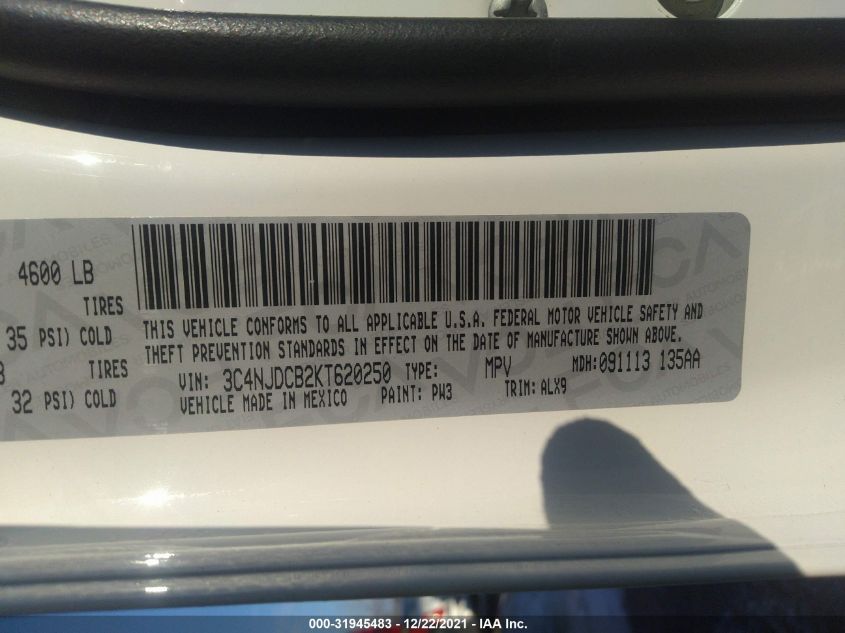 4600 LB
TIRES
35 PSI) COLD
TIRES
32 PSI) COLD
THIS VEHICLE CONFORMS TO ALL APPLICABLE U.S.A. FEDERAL MOTOR VEHICLE SAFETY AND
THEFT PREVENTION STANDARDS IN EFFECT ON THE DATE OF MANUFACTURE SHOWN ABOVE.
VIN: 3C4NJDCB2KT620250 TYPE: MPV MDH: 091113 135AA
VEHICLE MADE IN MEXICO PAINT: PW3 TRIM: ALX9
000-31945483 - 12/22/2021 - IAA Inc.